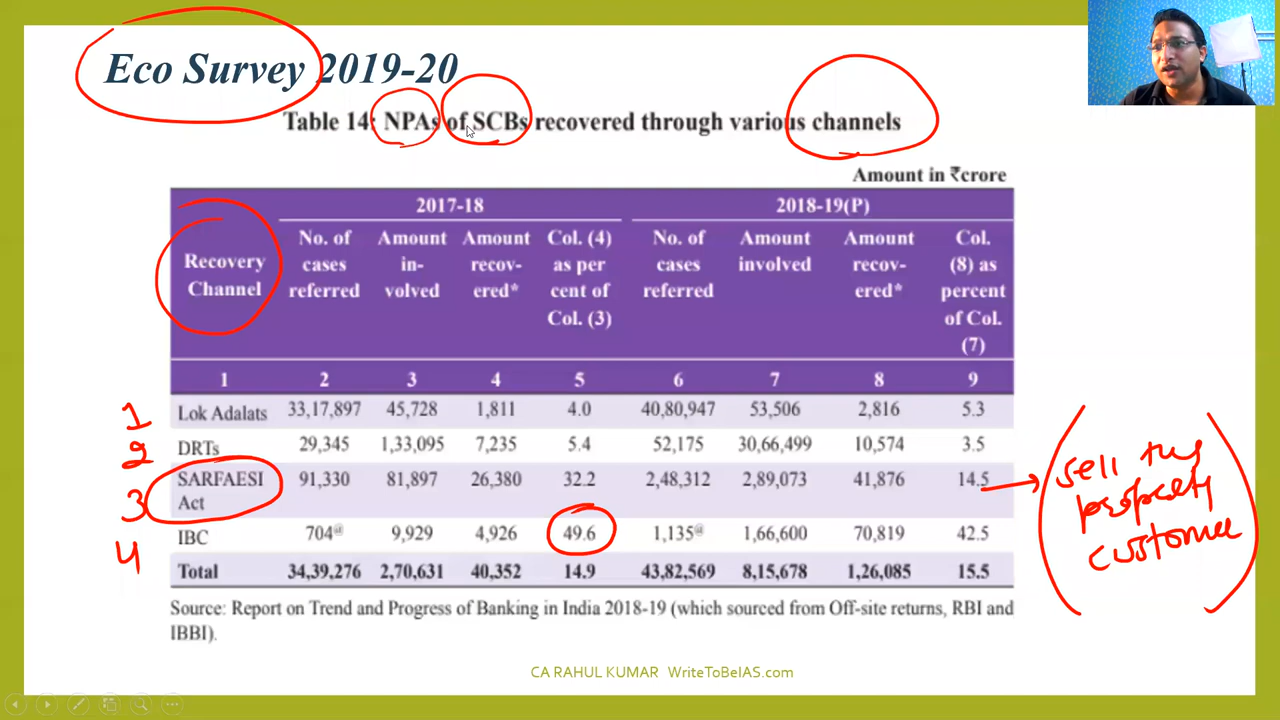 Eco Survey 2019-20
Table 14: NPAs of SCBs recovered through various channels
Amount in ₹crore
2017-18 2018-19(P)
Recovery Channel No. of cases referred Amount in-volved Amount recov-ered* Col. (4) as per cent of Col. (3) No. of cases referred Amount involved Amount recov-ered* Col. (8) as percent of Col. (7)
1 2 3 4 5 6 7 8 9
1 Lok Adalats 33,17,897 45,728 1,811 4.0 40,80,947 53,506 2,816 5.3
2 DRTs 29,345 1,33,095 7,235 5.4 52,175 30,66,499 10,574 3.5
3 SARFAESI Act 91,330 81,897 26,380 32.2 2,48,312 2,89,073 41,876 14.5
4 IBC 704@ 9,929 4,926 49.6 1,135@ 1,66,600 70,819 42.5
Total 34,39,276 2,70,631 40,352 14.9 43,82,569 8,15,678 1,26,085 15.5
sell
property
customer
Source: Report on Trend and Progress of Banking in India 2018-19 (which sourced from Off-site returns, RBI and
IBBI).
CA RAHUL KUMAR WriteToBeIAS.com